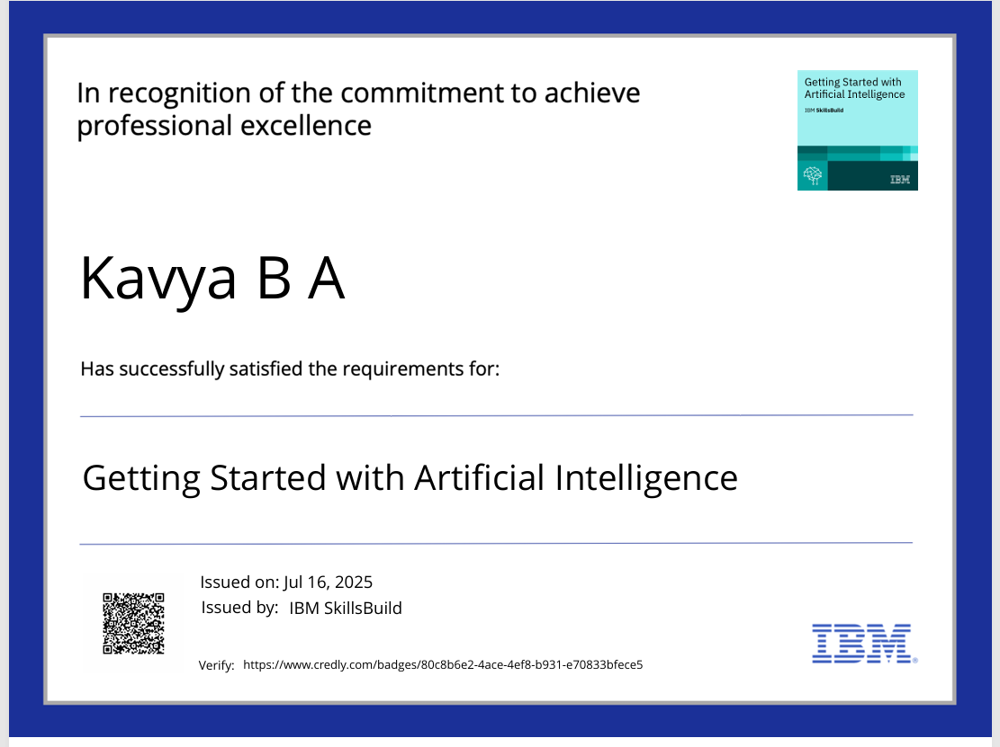 In recognition of the commitment to achieve
professional excellence
Getting Started with
Artificial Intelligence
IBM SkillsBuild
IBM
Kavya B A
Has successfully satisfied the requirements for:
Getting Started with Artificial Intelligence
Issued on: Jul 16, 2025
Issued by: IBM SkillsBuild
Verify: https://www.credly.com/badges/80c8b6e2-4ace-4ef8-b931-e70833bfece5
IBM®